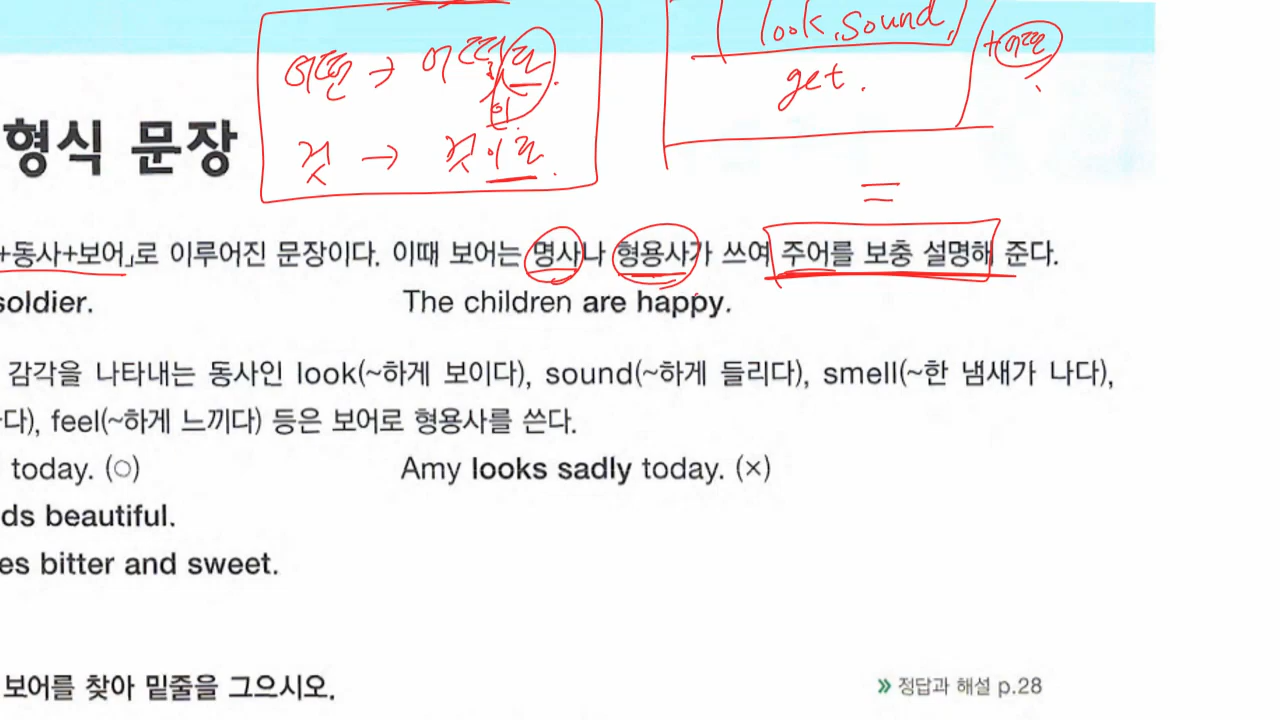 look, sound,
get.
것 → 것이
형식 문장
+동사+보어」로 이루어진 문장이다. 이때 보어는 명사나 형용사가 쓰여 주어를 보충 설명해 준다.
soldier. The children are happy.
감각을 나타내는 동사인 look(~하게 보이다), sound(~하게 들리다), smell(~한 냄새가 나다),
다), feel(~하게 느끼다) 등은 보어로 형용사를 쓴다.
today. (○) Amy looks sadly today. (×)
ds beautiful.
es bitter and sweet.
보어를 찾아 밑줄을 그으시오.
» 정답과 해설 p.28